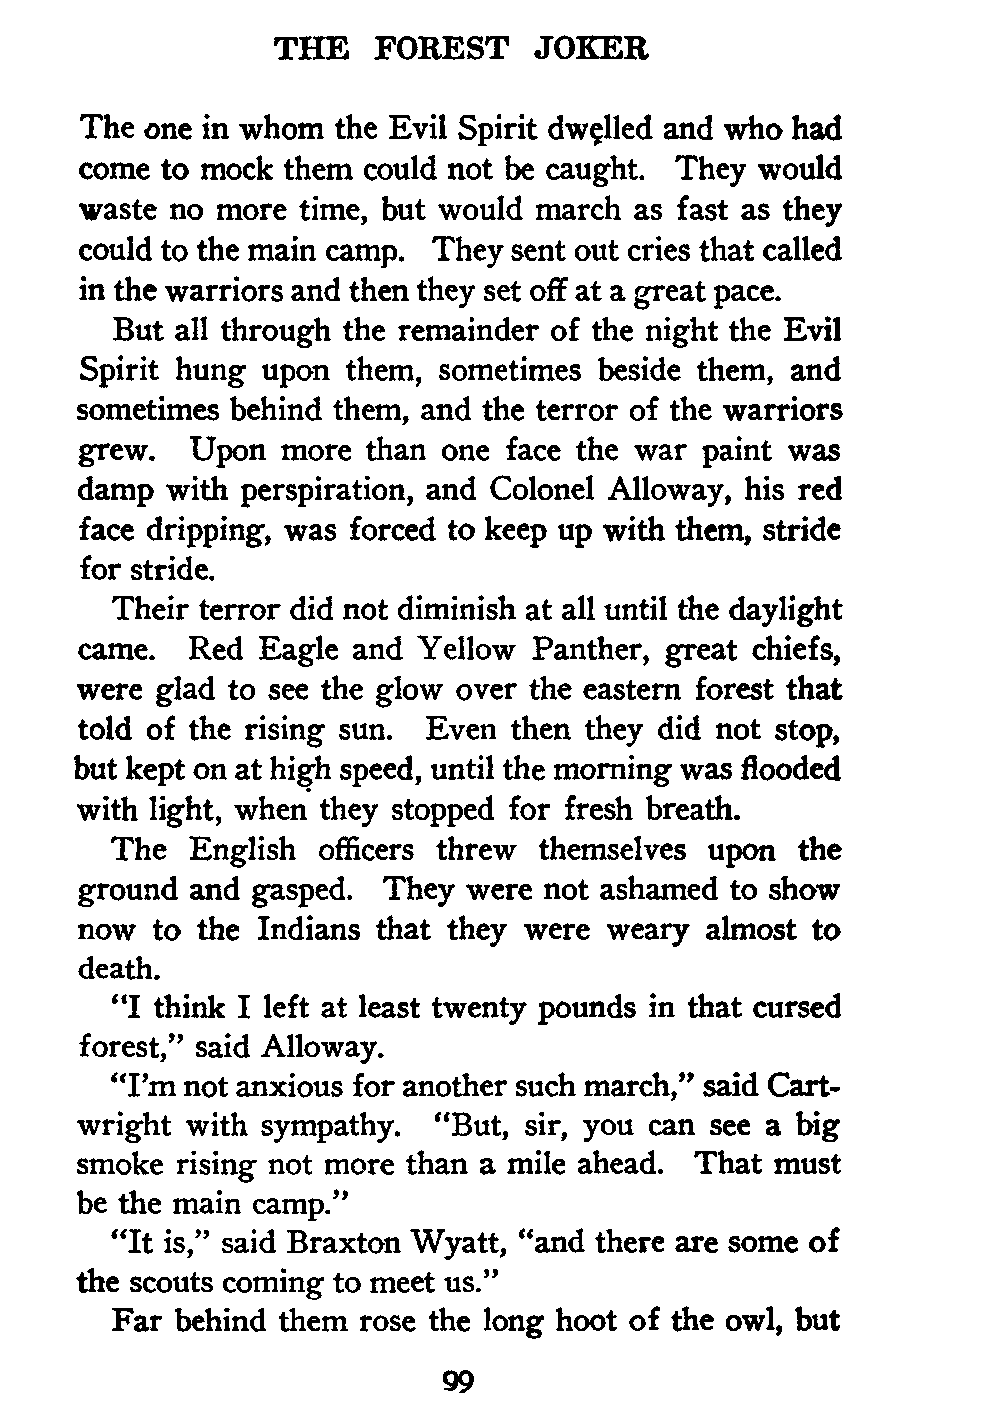 THE FOREST JOKER
The one in whom the Evil Spirit dwelled and who had
come to mock them could not be caught. They would
waste no more time, but would march as fast as they
could to the main camp. They sent out cries that called
in the warriors and then they set off at a great pace.
But all through the remainder of the night the Evil
Spirit hung upon them, sometimes beside them, and
sometimes behind them, and the terror of the warriors
grew. Upon more than one face the war paint was
damp with perspiration, and Colonel Alloway, his red
face dripping, was forced to keep up with them, stride
for stride.
Their terror did not diminish at all until the daylight
came. Red Eagle and Yellow Panther, great chiefs,
were glad to see the glow over the eastern forest that
told of the rising sun. Even then they did not stop,
but kept on at high speed, until the morning was flooded
with light, when they stopped for fresh breath.
The English officers threw themselves upon the
ground and gasped. They were not ashamed to show
now to the Indians that they were weary almost to
death.
"I think I left at least twenty pounds in that cursed
forest," said Alloway.
"I'm not anxious for another such march," said Cart-
wright with sympathy. "But, sir, you can see a big
smoke rising not more than a mile ahead. That must
be the main camp."
"It is," said Braxton Wyatt, "and there are some of
the scouts coming to meet us."
Far behind them rose the long hoot of the owl, but
99